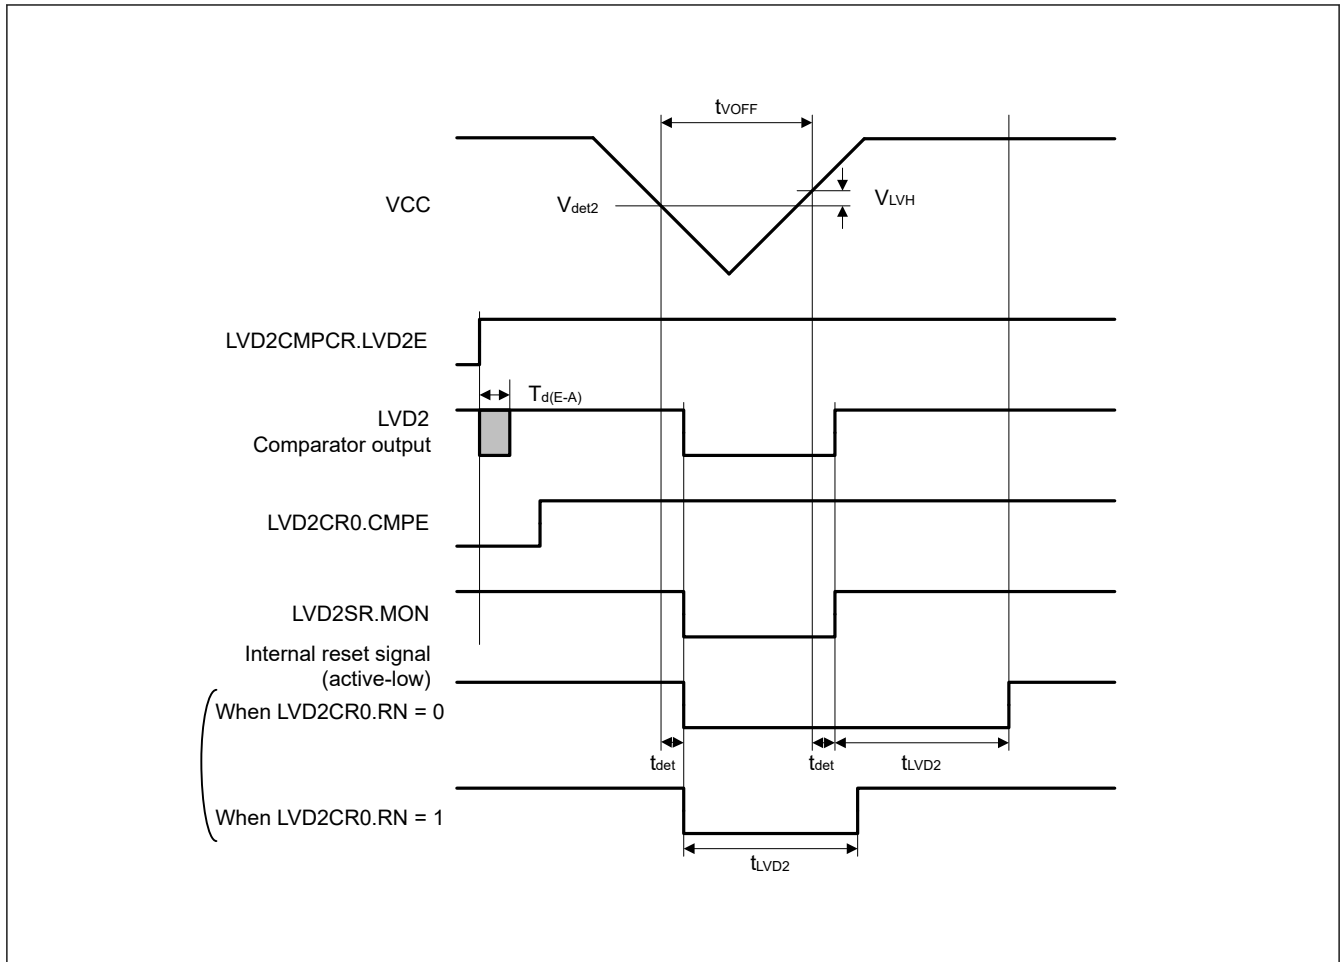 tVOFF
VCC
Vdet2
VLVH
LVD2CMPCR.LVD2E
Td(E-A)
LVD2
Comparator output
LVD2CR0.CMPE
LVD2SR.MON
Internal reset signal
(active-low)
When LVD2CR0.RN = 0
tdet
tdet
tLVD2
When LVD2CR0.RN = 1
tLVD2